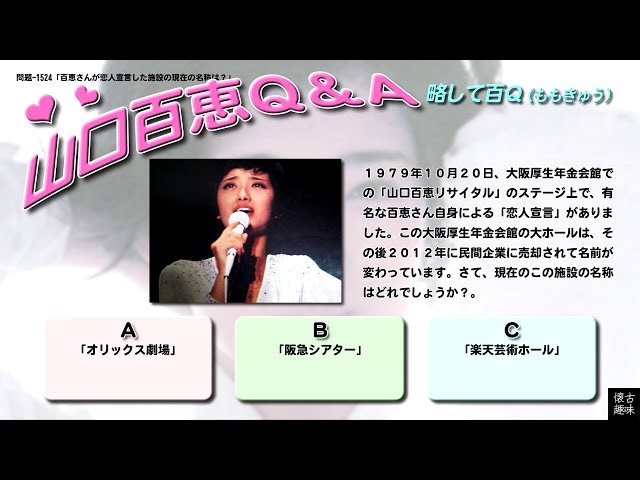 問題-1524「百恵さんが恋人宣言した施設の現在の名称は？」
山口百恵Ｑ＆Ａ
略して百Ｑ（ももきゅう）
１９７９年１０月２０日、大阪厚生年金会館で
の「山口百恵リサイタル」のステージ上で、有
名な百恵さん自身による「恋人宣言」がありま
した。この大阪厚生年金会館の大ホールは、そ
の後２０１２年に民間企業に売却されて名前が
変わっています。さて、現在のこの施設の名称
はどれでしょうか？。
Ａ
「オリックス劇場」
Ｂ
「阪急シアター」
Ｃ
「楽天芸術ホール」
懐古
趣味